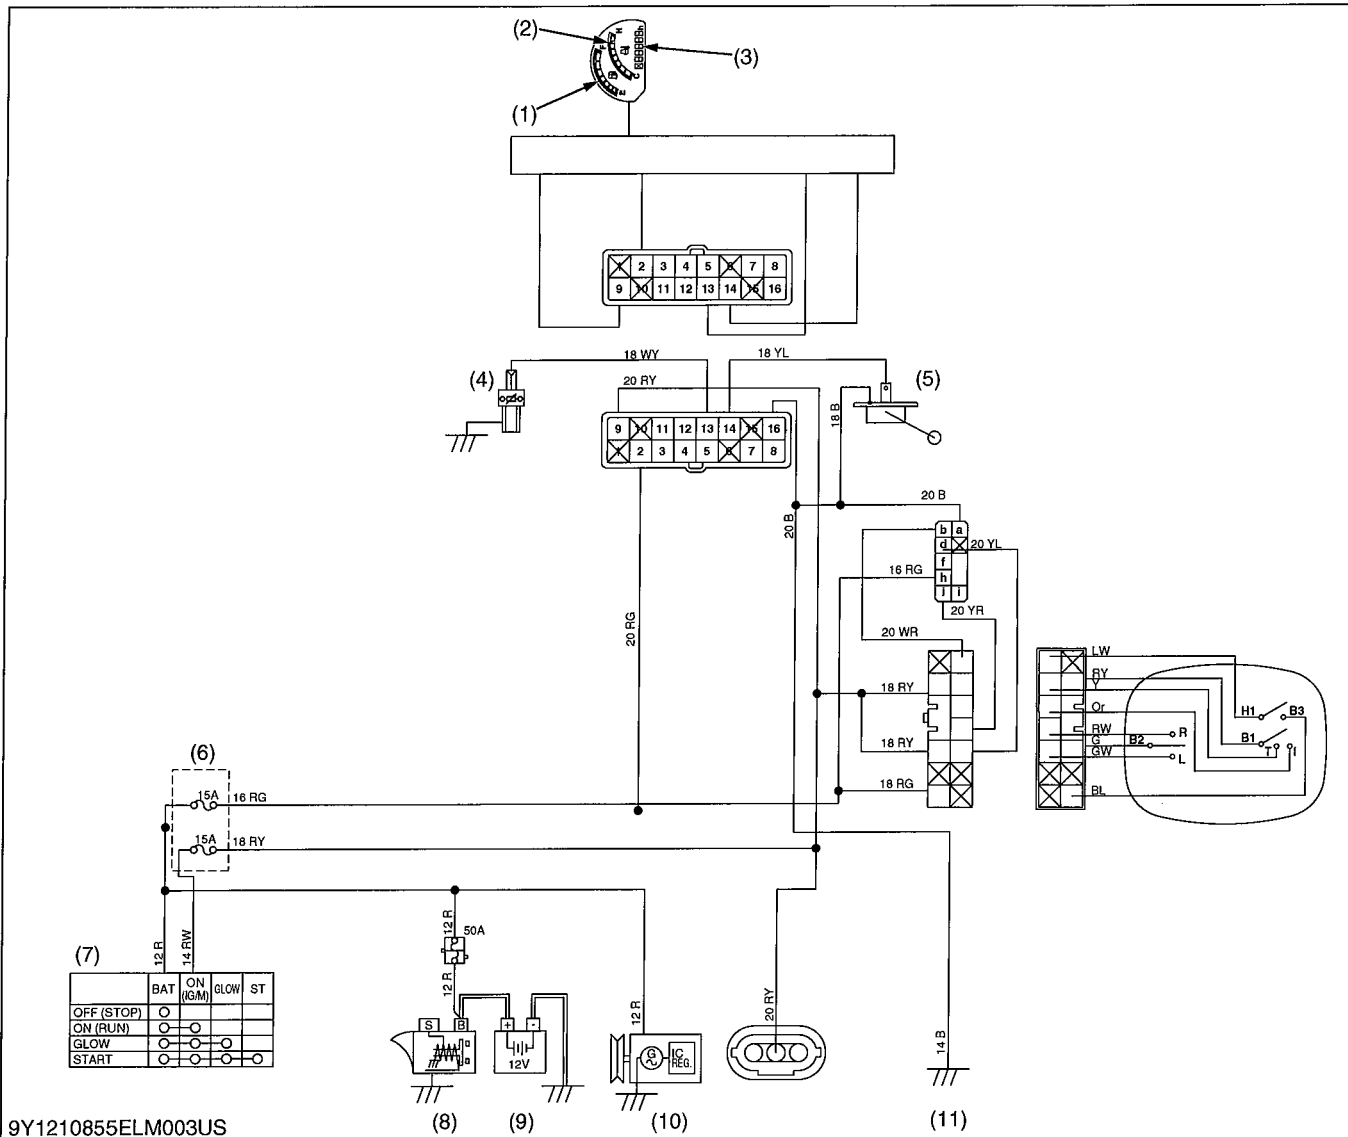 (2)
(3)
(1)
H
F
C
E
h
1 2 3 4 5 6 7 8
9 10 11 12 13 14 15 16
18 WY
18 YL
(4)
20 RY
(5)
18 B
9 10 11 12 13 14 15 16
1 2 3 4 5 6 7 8
20 B
20 B
b a
d
20 YL
f
16 RG
h
j i
20 YR
20 RG
20 WR
LW
RY
18 RY
Y
Or
H1 B3
RW R
G B2 B1
18 RY
T I
GW L
(6)
18 RG
BL
15A
16 RG
15A
18 RY
12 R
50A
(7)
12 R
14 RW
12 R
BAT ON (IG/M) GLOW ST
OFF (STOP)
ON (RUN)
GLOW
START
S B
+ -
12V
12 R
G
IC REG.
20 RY
14 B
(8)
(9)
(10)
(11)
9Y1210855ELM003US